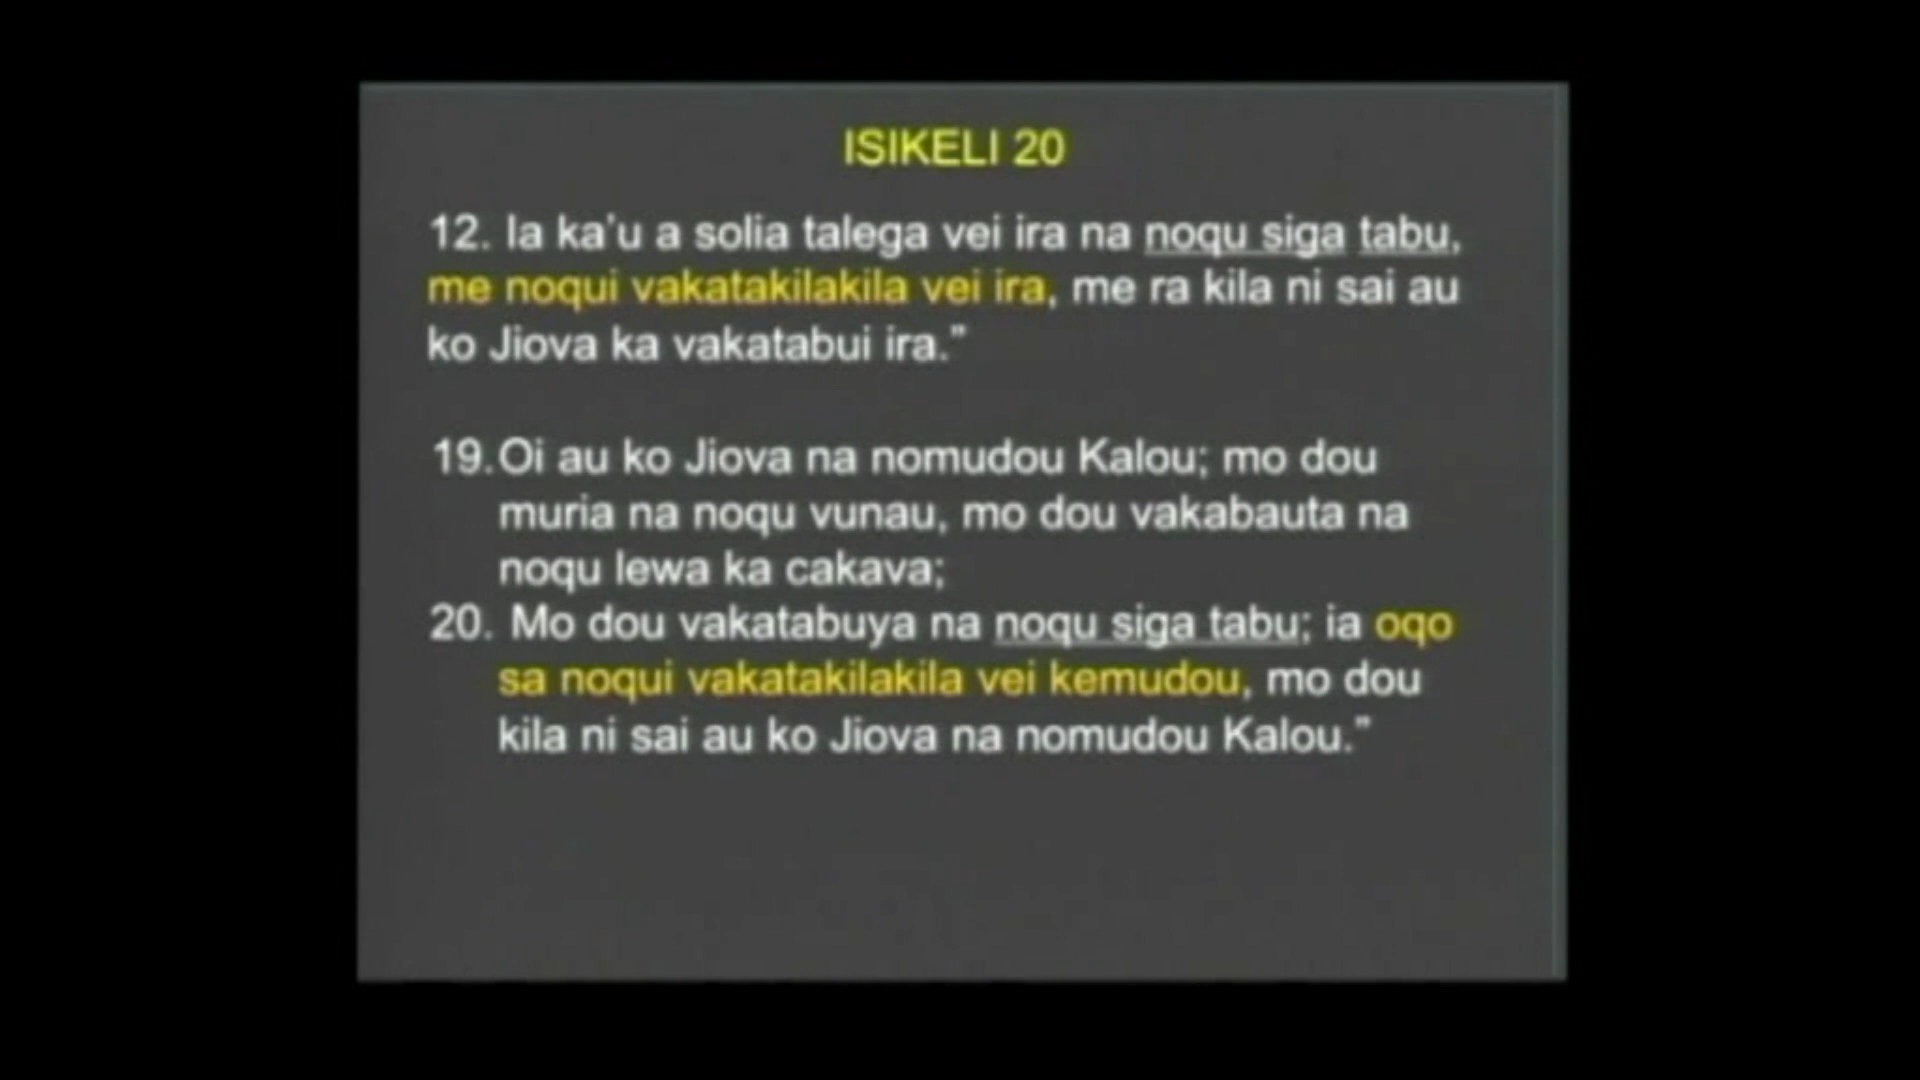 ISIKELI 20
12. Ia ka'u a solia talega vei ira na noqu siga tabu,
me noqui vakatakilakila vei ira, me ra kila ni sai au
ko Jiova ka vakatabui ira.”
19. Oi au ko Jiova na nomudou Kalou; mo dou
muria na noqu vunau, mo dou vakabauta na
noqu lewa ka cakava;
20. Mo dou vakatabuya na noqu siga tabu; ia oqo
sa noqui vakatakilakila vei kemudou, mo dou
kila ni sai au ko Jiova na nomudou Kalou.”